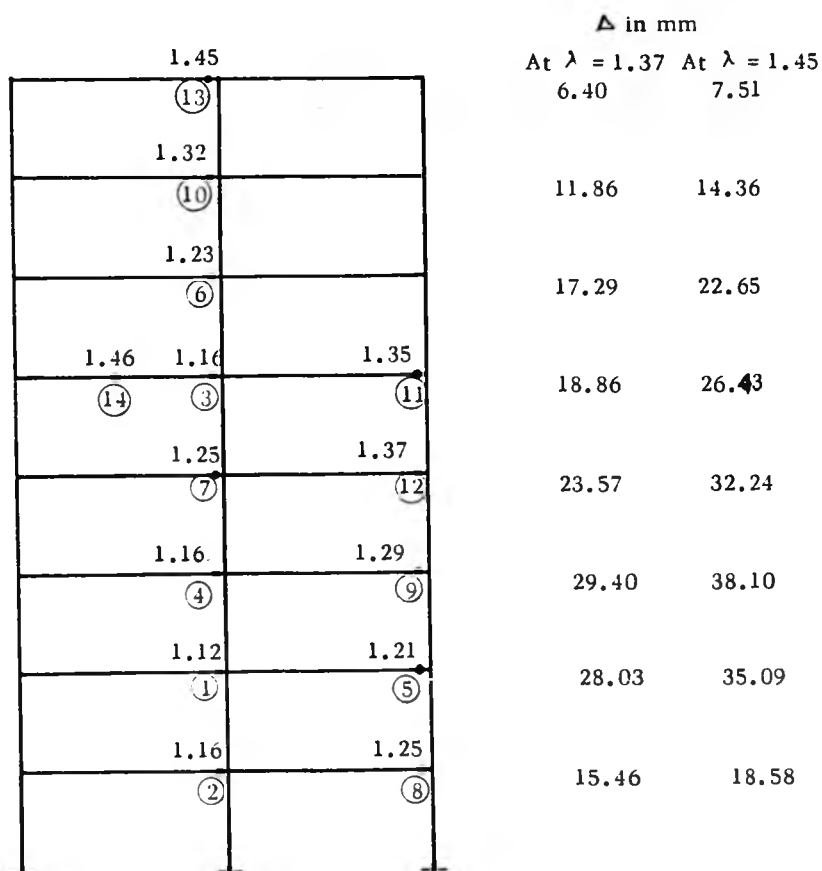 Δ in mm
1.45 At λ = 1.37 At λ = 1.45
⑬ 6.40 7.51
1.32
⑩ 11.86 14.36
1.23
⑥ 17.29 22.65
1.46 1.16 1.35
⑭ ③ ⑪ 18.86 26.43
1.25 1.37
⑦ ⑫ 23.57 32.24
1.16 1.29
④ ⑨ 29.40 38.10
1.12 1.21
① ⑤ 28.03 35.09
1.16 1.25
② ⑧ 15.46 18.58